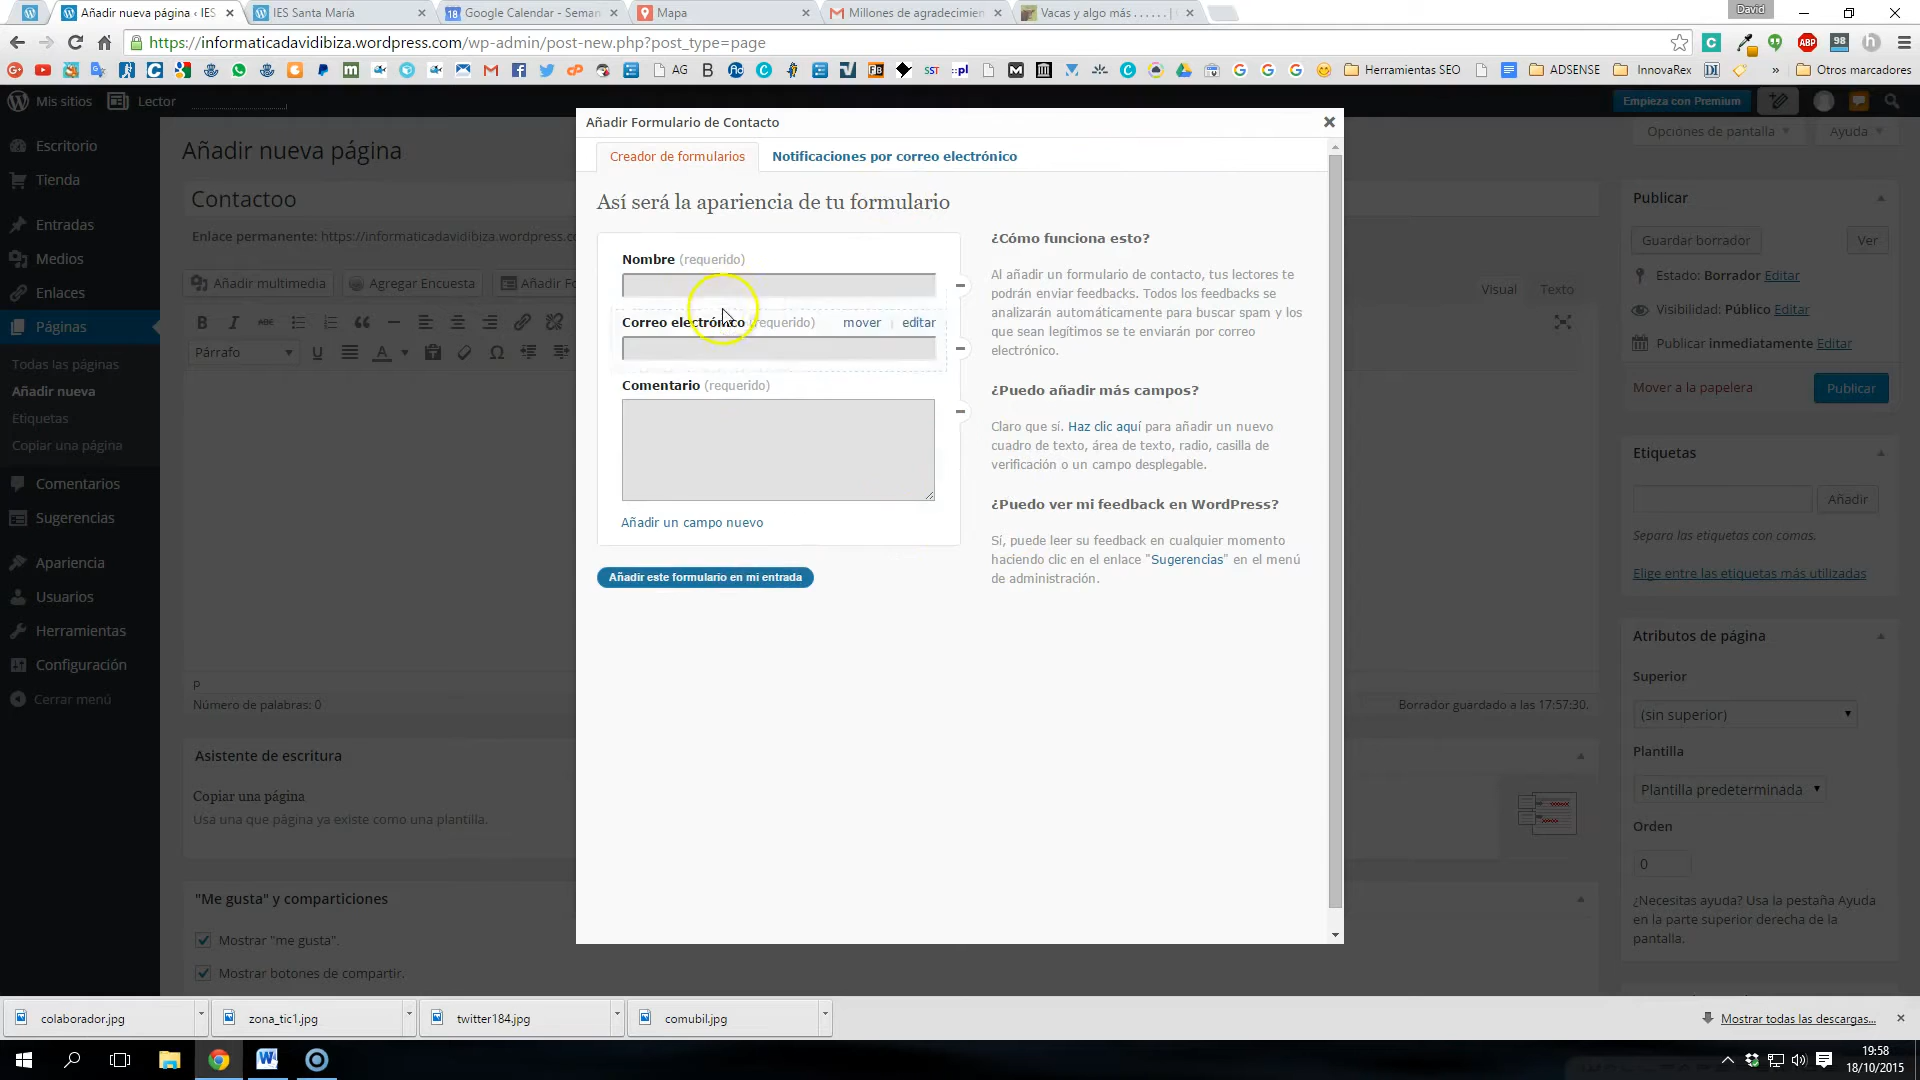 Añadir nueva página ‹ IES
IES Santa María
Google Calendar - Seman
Mapa
Millones de agradecimien
Vacas y algo más . . . . . . |
David
https://informaticadavidibiza.wordpress.com/wp-admin/post-new.php?post_type=page
AG
Herramientas SEO
ADSENSE
InnovaRex
Otros marcadores
Mis sitios
Lector
Empieza con Premium
Escritorio
Tienda
Entradas
Medios
Enlaces
Páginas
Todas las páginas
Añadir nueva
Etiquetas
Copiar una página
Comentarios
Sugerencias
Apariencia
Usuarios
Herramientas
Configuración
Cerrar menú
Añadir nueva página
Opciónes de pantalla
Ayuda
Contactoo
Enlace permanente: https://informaticadavidibiza.wordpress.co
Añadir multimedia
Agregar Encuesta
Añadir Fo
Visual
Texto
Párrafo
P
Número de palabras: 0
Borrador guardado a las 17:57:30.
Asistente de escritura
Copiar una página
Usa una que página ya existe como una plantilla.
"Me gusta" y comparticiones
Mostrar "me gusta".
Mostrar botones de compartir.
Añadir Formulario de Contacto
Creador de formularios
Notificaciones por correo electrónico
Así será la apariencia de tu formulario
Nombre (requerido)
Correo electrónico (requerido)
mover | editar
Comentario (requerido)
Añadir un campo nuevo
Añadir este formulario en mi entrada
¿Cómo funciona esto?
Al añadir un formulario de contacto, tus lectores te
podrán enviar feedbacks. Todos los feedbacks se
analizarán automáticamente para buscar spam y los
que sean legítimos se te enviarán por correo
electrónico.
¿Puedo añadir más campos?
Claro que sí. Haz clic aquí para añadir un nuevo
cuadro de texto, área de texto, radio, casilla de
verificación o un campo desplegable.
¿Puedo ver mi feedback en WordPress?
Sí, puede leer su feedback en cualquier momento
haciendo clic en el enlace "Sugerencias" en el menú
de administración.
Publicar
Guardar borrador
Ver
Estado: Borrador Editar
Visibilidad: Público Editar
Publicar inmediatamente Editar
Mover a la papelera
Publicar
Etiquetas
Añadir
Separa las etiquetas con comas.
Elige entre las etiquetas más utilizadas
Atributos de página
Superior
(sin superior)
Plantilla
Plantilla predeterminada
Orden
0
¿Necesitas ayuda? Usa la pestaña Ayuda
en la parte superior derecha de la
pantalla.
colaborador.jpg
zona_tic1.jpg
twitter184.jpg
comubil.jpg
Mostrar todas las descargas...
19:58
18/10/2015